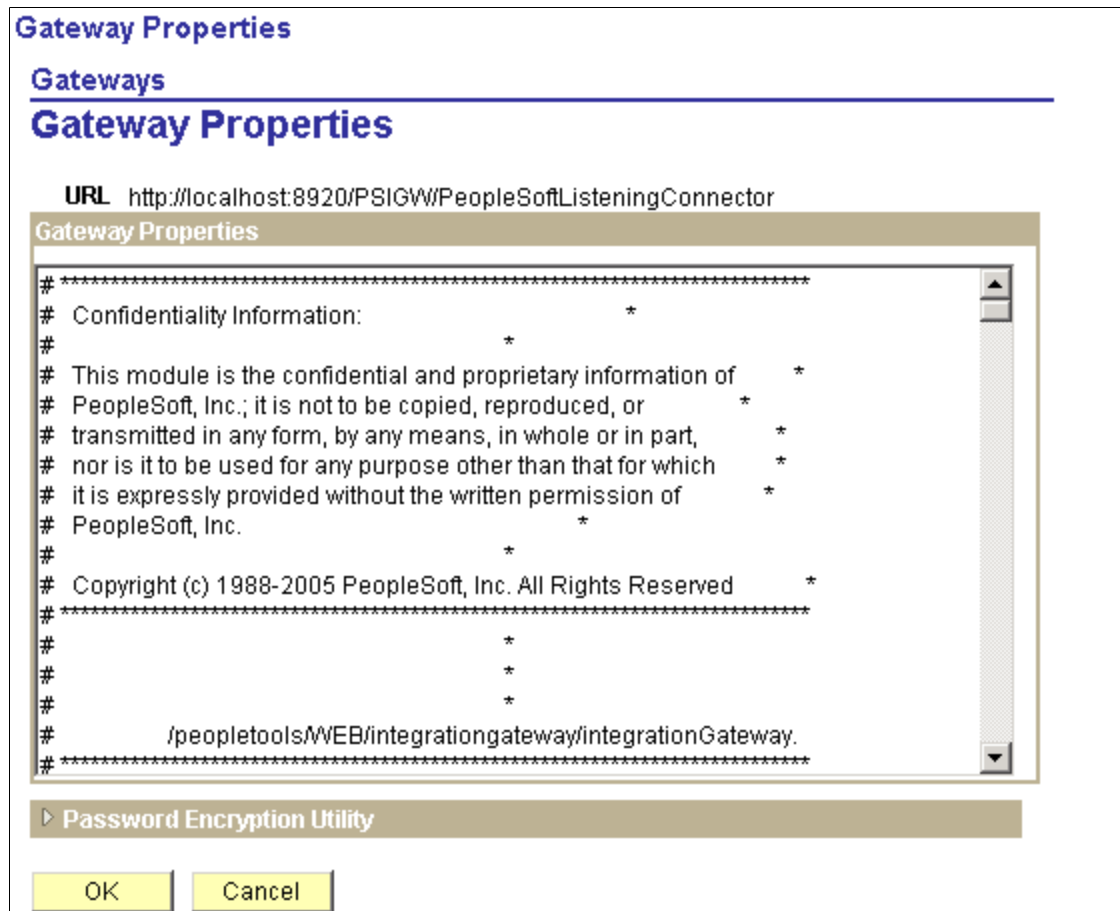 Gateway Properties
Gateways
Gateway Properties
URL http://localhost:8920/PSIGW/PeopleSoftListeningConnector
Gateway Properties
# **************************************************************************
# Confidentiality Information: *
# *
# This module is the confidential and proprietary information of *
# PeopleSoft, Inc.; it is not to be copied, reproduced, or *
# transmitted in any form, by any means, in whole or in part, *
# nor is it to be used for any purpose other than that for which *
# it is expressly provided without the written permission of *
# PeopleSoft, Inc. *
# *
# Copyright (c) 1988-2005 PeopleSoft, Inc. All Rights Reserved *
# **************************************************************************
# *
# *
# *
# /peopletools/WEB/integrationgateway/integrationGateway.
# **************************************************************************
Password Encryption Utility
OK Cancel